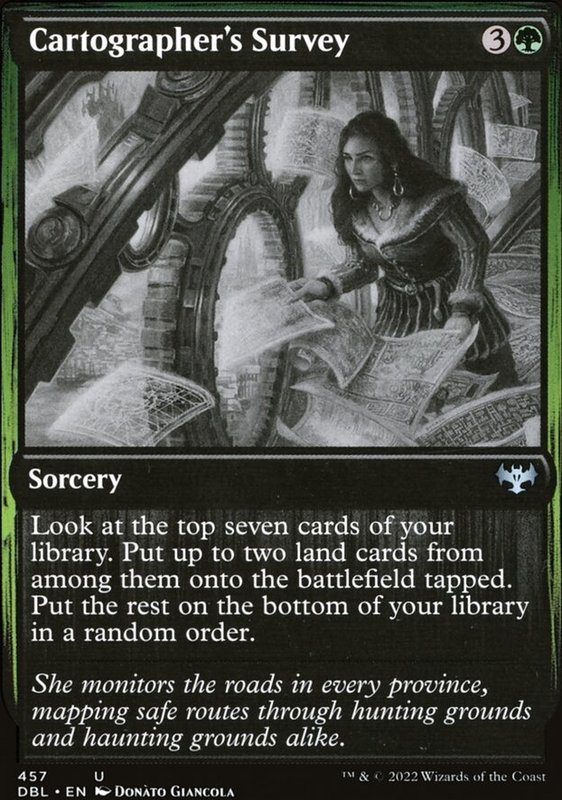 Cartographer's Survey
3
Sorcery
Look at the top seven cards of your
library. Put up to two land cards from
among them onto the battlefield tapped.
Put the rest on the bottom of your library
in a random order.
She monitors the roads in every province,
mapping safe routes through hunting grounds
and haunting grounds alike.
457 U
DBL • EN Donato Giancola
™ & © 2022 Wizards of the Coast